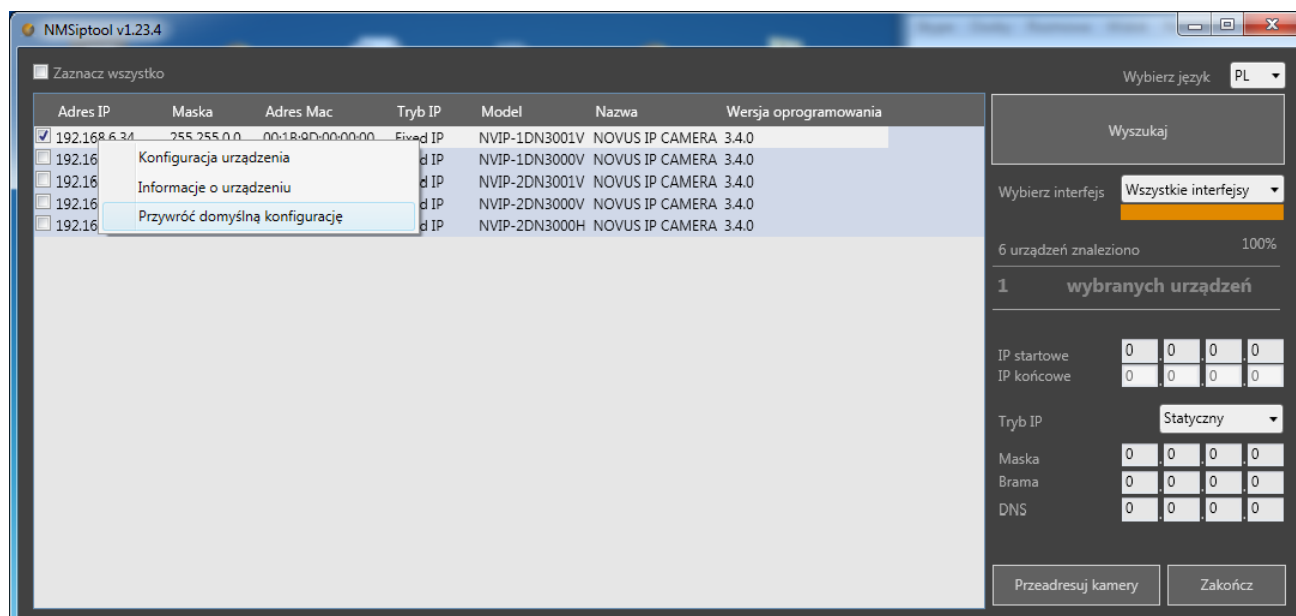 NMSiptool v1.23.4
Zaznacz wszystko
Wybierz język PL
Adres IP Maska Adres Mac Tryb IP Model Nazwa Wersja oprogramowania
192.168.6.34 255.255.0.0 00:1B:9D:00:00:00 Fixed IP NVIP-1DN3001V NOVUS IP CAMERA 3.4.0
192.16 d IP NVIP-1DN3000V NOVUS IP CAMERA 3.4.0
192.16 d IP NVIP-2DN3001V NOVUS IP CAMERA 3.4.0
192.16 d IP NVIP-2DN3000V NOVUS IP CAMERA 3.4.0
192.16 d IP NVIP-2DN3000H NOVUS IP CAMERA 3.4.0
Konfiguracja urządzenia
Informacje o urządzeniu
Przywróć domyślną konfigurację
Wyszukaj
Wybierz interfejs Wszystkie interfejsy
6 urządzeń znaleziono 100%
1 wybranych urządzeń
IP startowe 0 . 0 . 0 . 0
IP końcowe 0 . 0 . 0 . 0
Tryb IP Statyczny
Maska 0 . 0 . 0 . 0
Brama 0 . 0 . 0 . 0
DNS 0 . 0 . 0 . 0
Przeadresuj kamery Zakończ